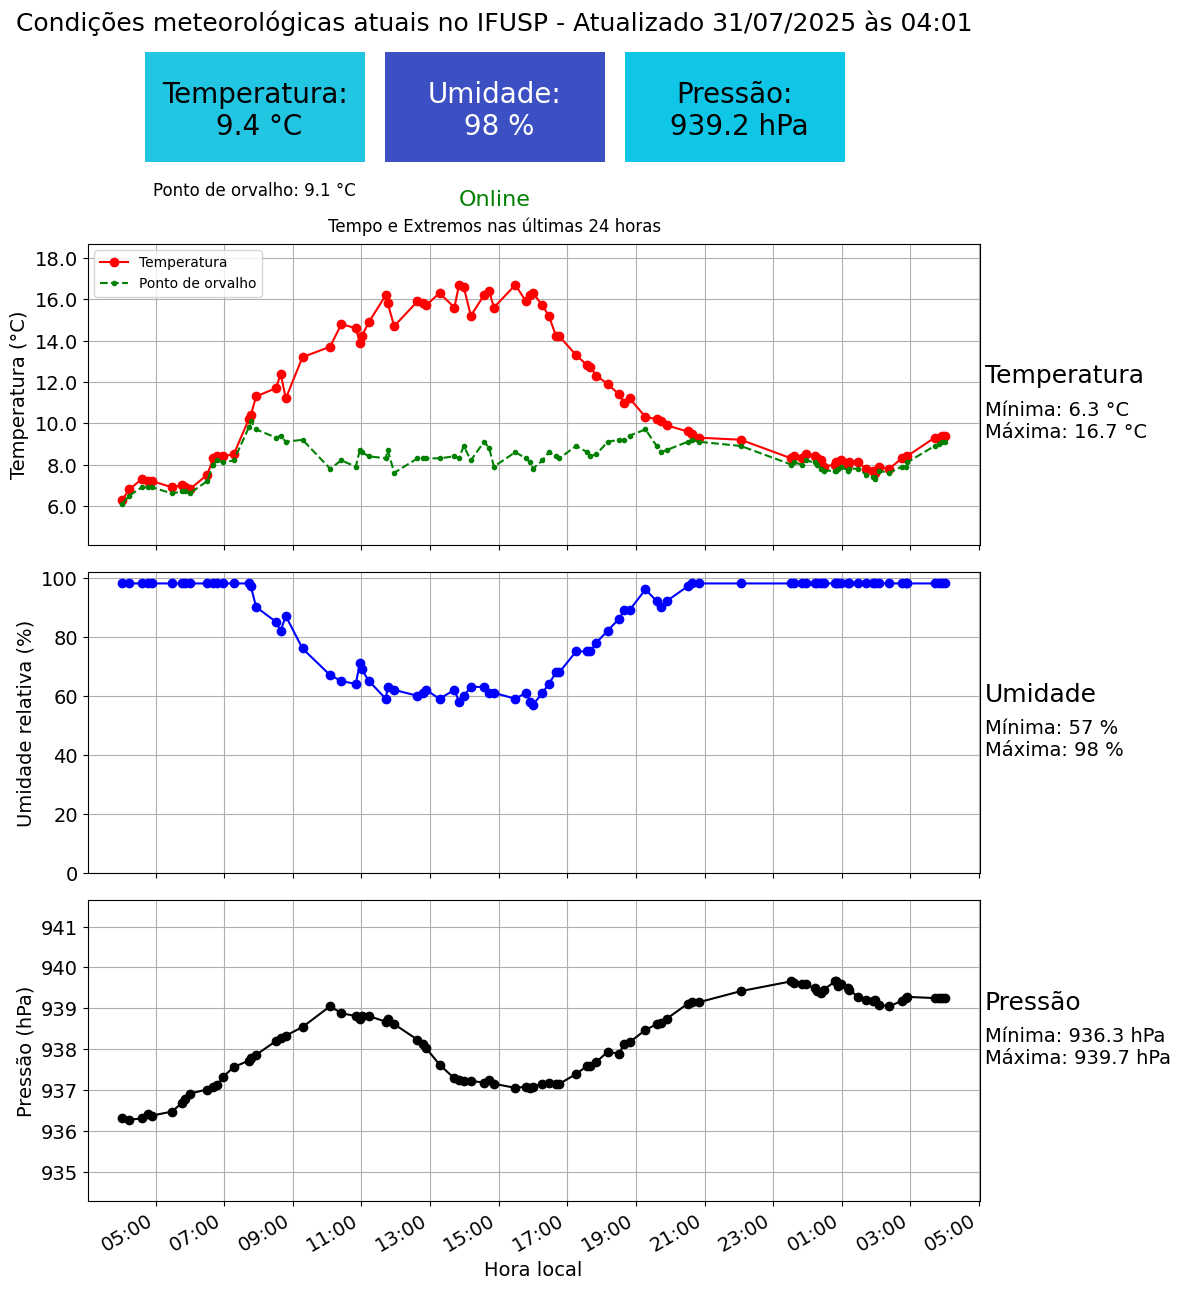 Condições meteorológicas atuais no IFUSP - Atualizado 31/07/2025 às 04:01
Temperatura:
9.4 °C
Umidade:
98 %
Pressão:
939.2 hPa
Ponto de orvalho: 9.1 °C
Online
Tempo e Extremos nas últimas 24 horas
Temperatura (°C)
18.0
16.0
14.0
12.0
10.0
8.0
6.0
Temperatura
Ponto de orvalho
Temperatura
Mínima: 6.3 °C
Máxima: 16.7 °C
Umidade relativa (%)
100
80
60
40
20
0
Umidade
Mínima: 57 %
Máxima: 98 %
Pressão (hPa)
941
940
939
938
937
936
935
Pressão
Mínima: 936.3 hPa
Máxima: 939.7 hPa
05:00 07:00 09:00 11:00 13:00 15:00 17:00 19:00 21:00 23:00 01:00 03:00 05:00
Hora local